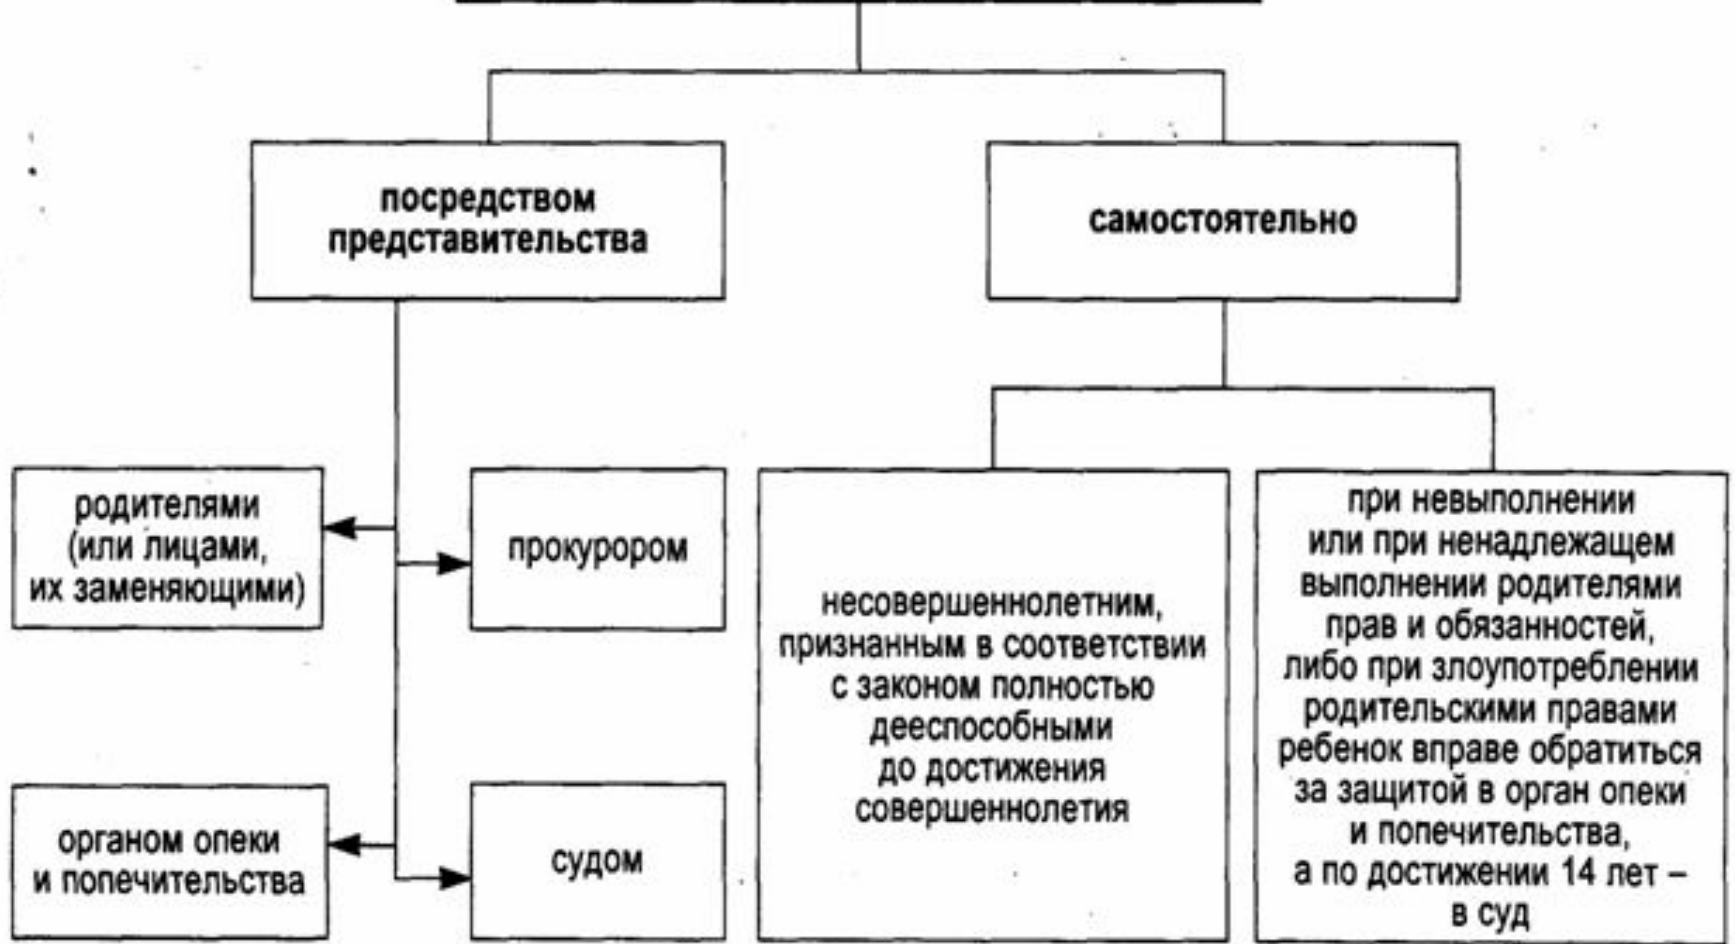 посредством
представительства
самостоятельно
родителями
(или лицами,
их заменяющими)
прокурором
органом опеки
и попечительства
судом
несовершеннолетним,
признанным в соответствии
с законом полностью
дееспособными
до достижения
совершеннолетия
при невыполнении
или при ненадлежащем
выполнении родителями
прав и обязанностей,
либо при злоупотреблении
родительскими правами
ребенок вправе обратиться
за защитой в орган опеки
и попечительства,
а по достижении 14 лет –
в суд